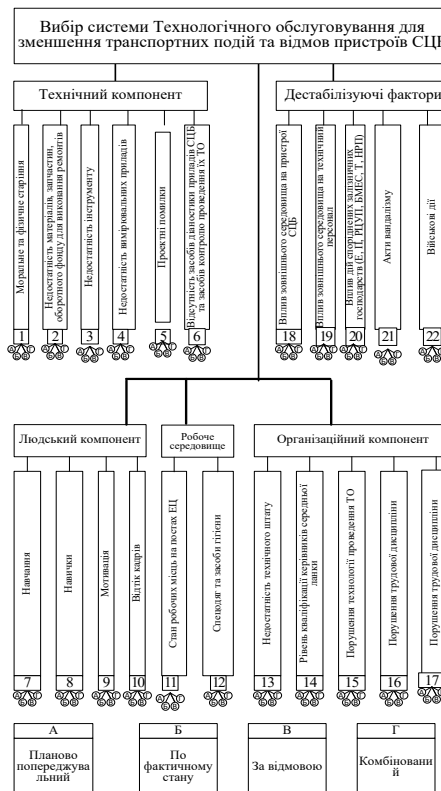 Вибір системи Технологічного обслуговування для
зменшення транспортних подій та відмов пристроїв СЦБ
Технічний компонент
Дестабілізуючі фактори
Моральне та фізичне старіння
Недостатність матеріалів, запчастин,
оборотного фонду для виконання ремонтів
Недостатність інструменту
Недостатність вимірювальних приладів
Проектні помилки
Відсутність засобів діагностики приладів СЦБ
та засобів контролю проведення їх ТО
Вплив зовнішнього середовища на пристрої
СЦБ
Вплив зовнішнього середовища на технічний
персонал
Вплив дій споріднених залізничних
господарств (Е, П, РЦУП, БМЕС, Т, НРП)
Акти вандалізму
Військові дії
1
2
3
4
5
6
18
19
20
21
22
Людський компонент
Робоче
середовище
Організаційний компонент
Навчання
Навички
Мотивація
Відтік кадрів
Стан робочих місць на постах ЕЦ
Спецодяг та засоби гігієни
Недостатність технічного штату
Рівень кваліфікації керівників середньої
ланки
Порушення технології проведення ТО
Порушення трудової дисципліни
Порушення трудової дисципліни
7
8
9
10
11
12
13
14
15
16
17
А
Б
В
Г
Планово
попереджува
льний
По
фактичному
стану
За відмовою
Комбіновани
й